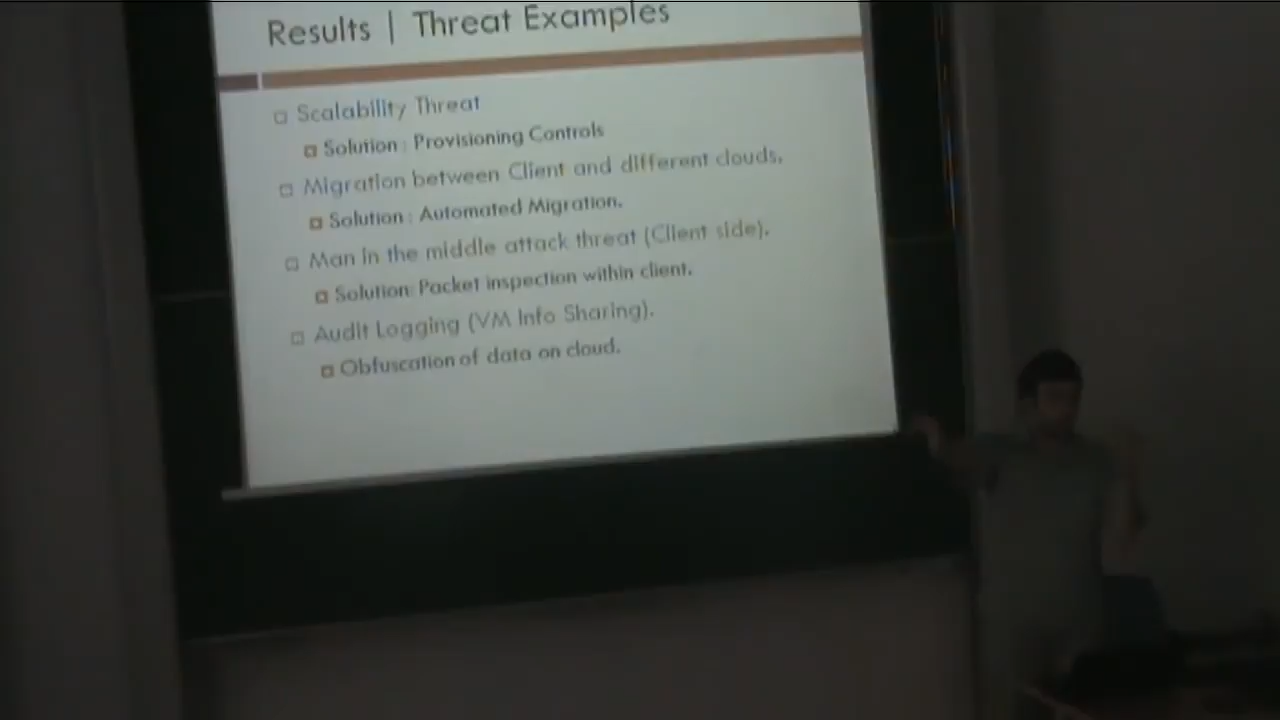 Results | Threat Examples
Scalability Threat
Solution : Provisioning Controls
Migration between Client and different clouds.
Solution : Automated Migration.
Man in the middle attack threat (Client side).
Solution: Packet inspection within client.
Audit Logging (VM Info Sharing).
Obfuscation of data on cloud.